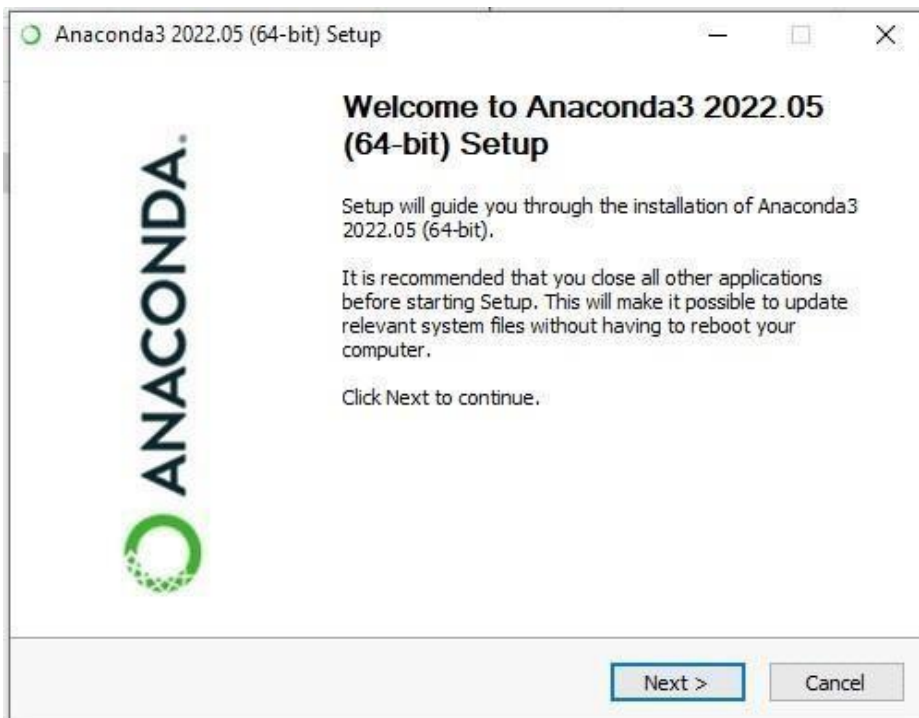 Anaconda3 2022.05 (64-bit) Setup
ANACONDA.
Welcome to Anaconda3 2022.05
(64-bit) Setup
Setup will guide you through the installation of Anaconda3
2022.05 (64-bit).
It is recommended that you close all other applications
before starting Setup. This will make it possible to update
relevant system files without having to reboot your
computer.
Click Next to continue.
Next >
Cancel